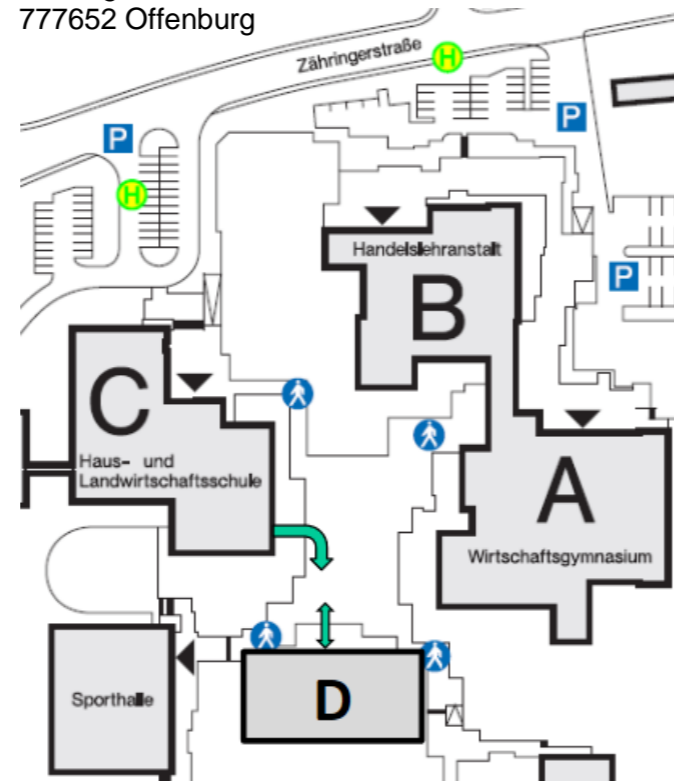 777652 Offenburg
Zähringerstraße
H
P
P
H
Handelslehranstalt
B
P
C
Haus- und
Landwirtschaftsschule
A
Wirtschaftsgymnasium
Sporthalle
D